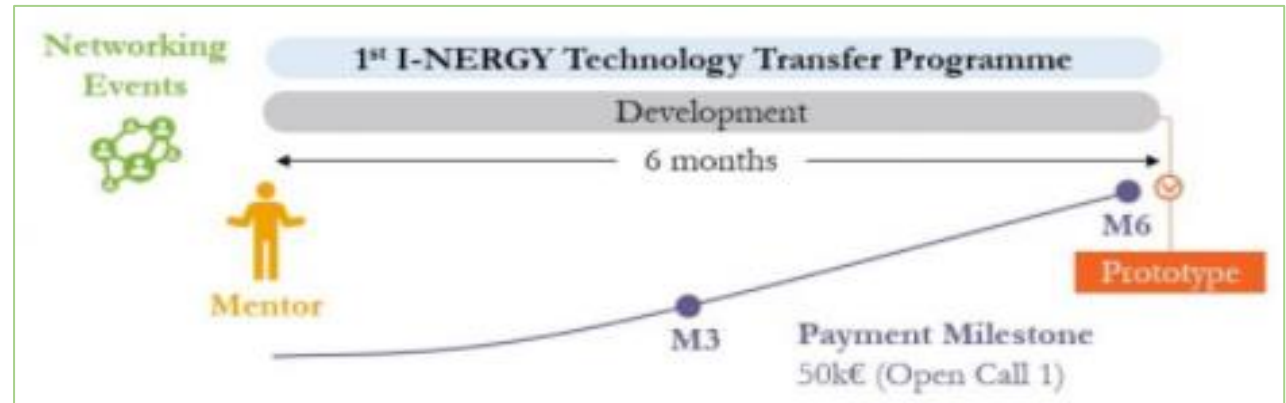 Networking
Events
1st I-NERGY Technology Transfer Programme
Development
6 months
Mentor
M3
M6
Prototype
Payment Milestone
50k€ (Open Call 1)